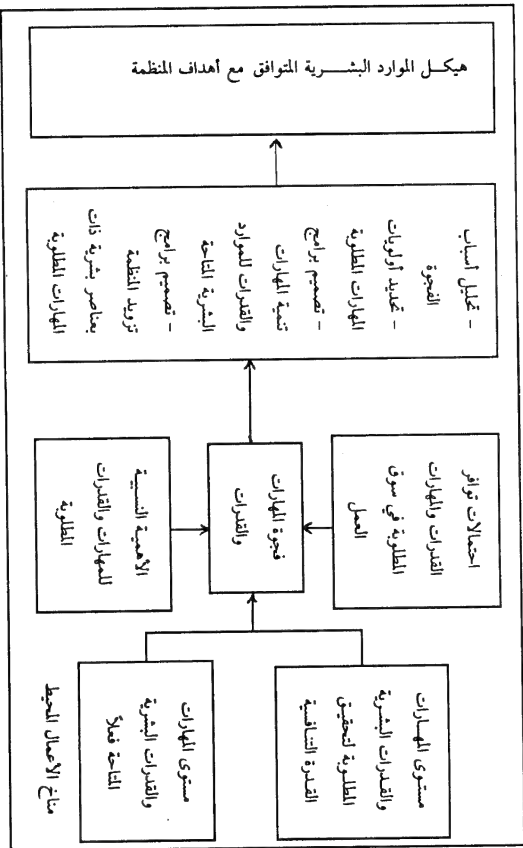 هيكل الموارد البشرية المتوافق مع أهداف المنظمة
- تحليل أسباب
الفجوة
- تحديد أولويات
المهارات المطلوبة
- تصميم برامج
تنمية المهارات
والقدرات للموارد
البشرية المتاحة
- تصميم برامج
تزويد المنظمة
بعناصر بشرية ذات
المهارات المطلوبة
احتمالات توافر
القدرات والمهارات
المطلوبة فى سوق
العمل
فجوة المهارات
والقدرات
الأهمية النسبية
للمهارات والقدرات
المطلوبة
مستوى المهارات
والقدرات البشرية
المطلوبة لتحقيق
القدرة التنافسية
مستوى المهارات
والقدرات البشرية
المتاحة فعلاً
مناخ الأعمال المحيط